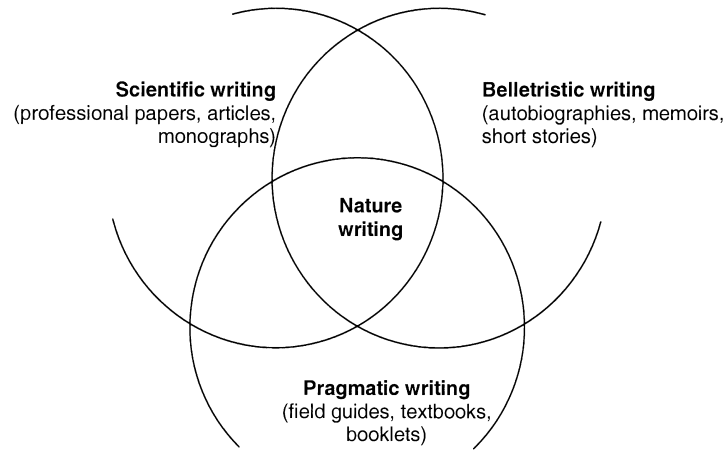 Scientific writing
(professional papers, articles,
monographs)
Belletristic writing
(autobiographies, memoirs,
short stories)
Nature
writing
Pragmatic writing
(field guides, textbooks,
booklets)